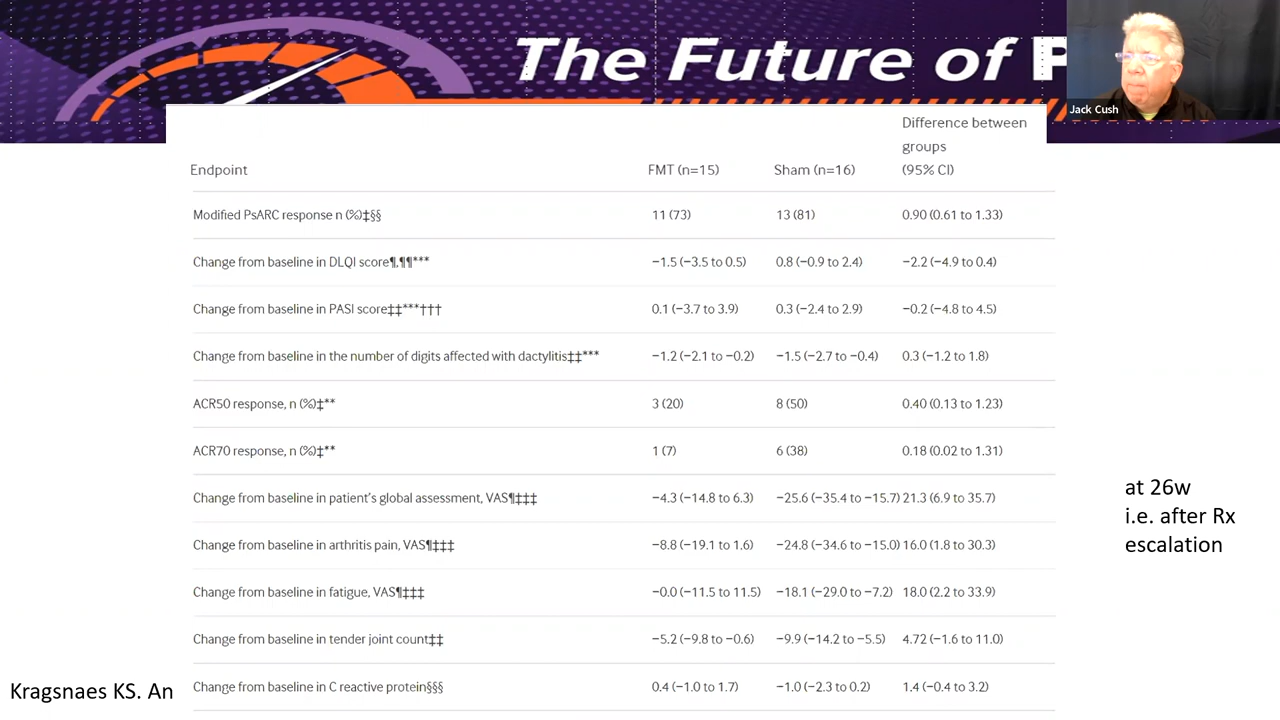 The Future of P
Jack Cush
Difference between
groups
Endpoint FMT (n=15) Sham (n=16) (95% CI)
Modified PsARC response n (%)‡§§ 11 (73) 13 (81) 0.90 (0.61 to 1.33)
Change from baseline in DLQI score¶,¶¶*** −1.5 (−3.5 to 0.5) 0.8 (−0.9 to 2.4) −2.2 (−4.9 to 0.4)
Change from baseline in PASI score‡‡***††† 0.1 (−3.7 to 3.9) 0.3 (−2.4 to 2.9) −0.2 (−4.8 to 4.5)
Change from baseline in the number of digits affected with dactylitis‡‡*** −1.2 (−2.1 to −0.2) −1.5 (−2.7 to −0.4) 0.3 (−1.2 to 1.8)
ACR50 response, n (%)‡** 3 (20) 8 (50) 0.40 (0.13 to 1.23)
ACR70 response, n (%)‡** 1 (7) 6 (38) 0.18 (0.02 to 1.31)
Change from baseline in patient's global assessment, VAS¶‡‡‡ −4.3 (−14.8 to 6.3) −25.6 (−35.4 to −15.7) 21.3 (6.9 to 35.7)
Change from baseline in arthritis pain, VAS¶‡‡‡ −8.8 (−19.1 to 1.6) −24.8 (−34.6 to −15.0) 16.0 (1.8 to 30.3)
Change from baseline in fatigue, VAS¶‡‡‡ −0.0 (−11.5 to 11.5) −18.1 (−29.0 to −7.2) 18.0 (2.2 to 33.9)
Change from baseline in tender joint count‡‡ −5.2 (−9.8 to −0.6) −9.9 (−14.2 to −5.5) 4.72 (−1.6 to 11.0)
Change from baseline in C reactive protein§§§ 0.4 (−1.0 to 1.7) −1.0 (−2.3 to 0.2) 1.4 (−0.4 to 3.2)
at 26w
i.e. after Rx
escalation
Kragsnaes KS. An